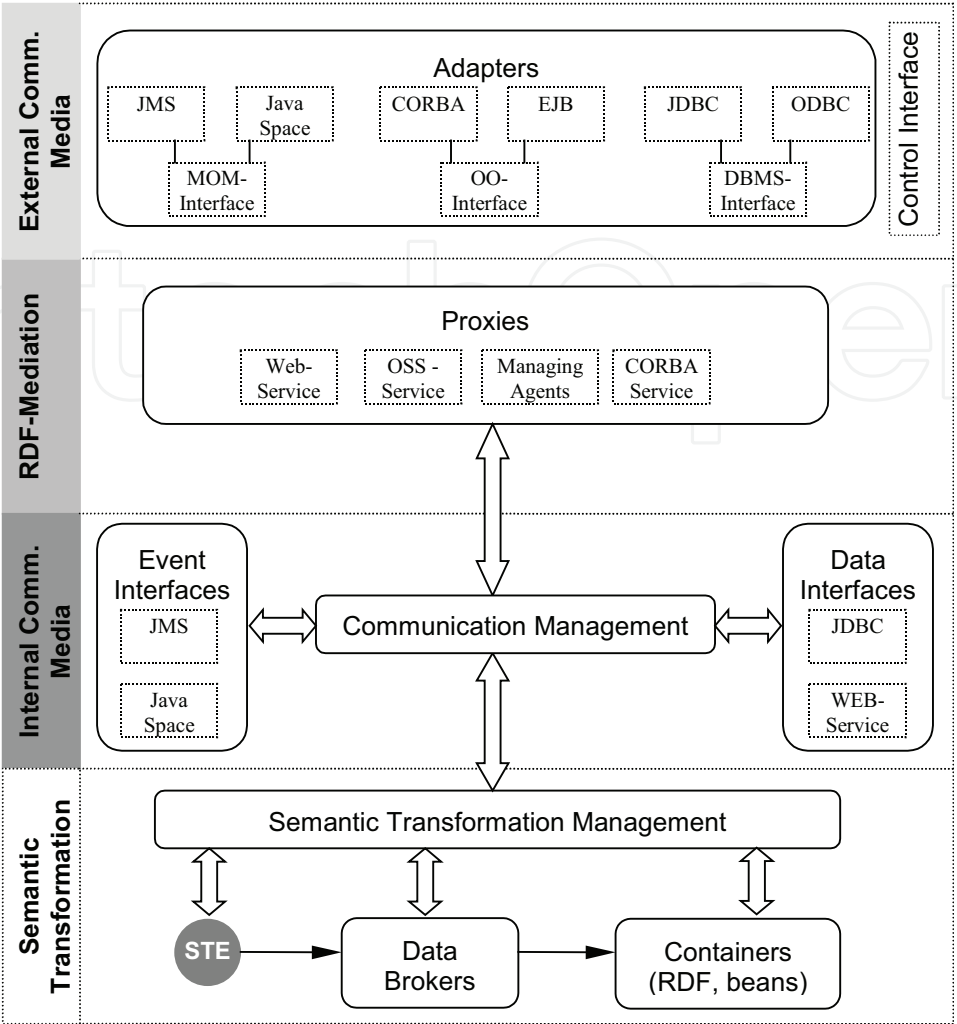 External Comm.
Media
Adapters
JMS
Java
Space
CORBA
EJB
JDBC
ODBC
MOM-
Interface
OO-
Interface
DBMS-
Interface
Control Interface
RDF-Mediation
Proxies
Web-
Service
OSS -
Service
Managing
Agents
CORBA
Service
Internal Comm.
Media
Event
Interfaces
JMS
Java
Space
Communication Management
Data
Interfaces
JDBC
WEB-
Service
Semantic
Transformation
Semantic Transformation Management
STE
Data
Brokers
Containers
(RDF, beans)